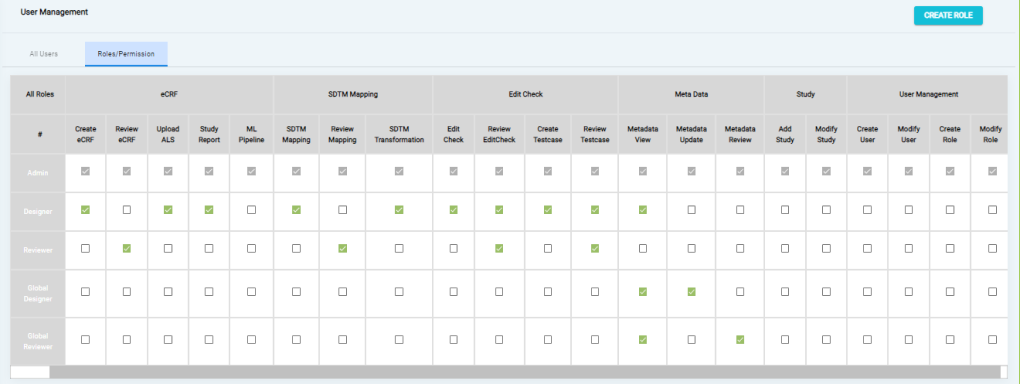 User Management
CREATE ROLE
All Users
Roles/Permission
All Roles
eCRF
SDTM Mapping
Edit Check
Meta Data
Study
User Management
#
Create
eCRF
Review
eCRF
Upload
ALS
Study
Report
ML
Pipeline
SDTM
Mapping
Review
Mapping
SDTM
Transformation
Edit
Check
Review
EditCheck
Create
Testcase
Review
Testcase
Metadata
View
Metadata
Update
Metadata
Review
Add
Study
Modify
Study
Create
User
Modify
User
Create
Role
Modify
Role
Admin
Designer
Reviewer
Global
Designer
Global
Reviewer